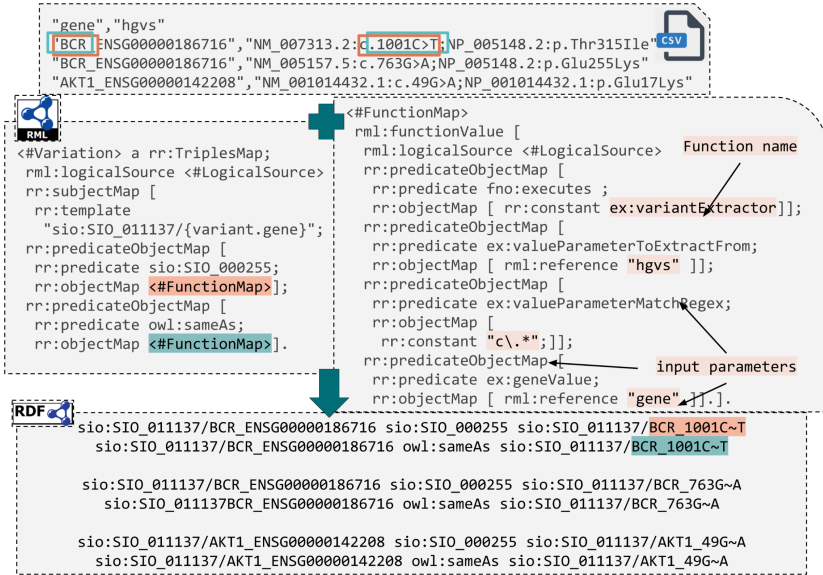 "gene","hgvs"
"BCR_ENSG00000186716","NM_007313.2:c.1001C>T;NP_005148.2:p.Thr315Ile"
"BCR_ENSG00000186716","NM_005157.5:c.763G>A;NP_005148.2:p.Glu255Lys"
"AKT1_ENSG00000142208","NM_001014432.1:c.49G>A;NP_001014432.1:p.Glu17Lys"
CSV
RML
<#Variation> a rr:TriplesMap;
rml:logicalSource <#LogicalSource>
rr:subjectMap [
rr:template
"sio:SIO_011137/{variant.gene}";
rr:predicateObjectMap [
rr:predicate sio:SIO_000255;
rr:objectMap <#FunctionMap>];
rr:predicateObjectMap [
rr:predicate owl:sameAs;
rr:objectMap <#FunctionMap>].
<#FunctionMap>
rml:functionValue [
rml:logicalSource <#LogicalSource>
rr:predicateObjectMap [
rr:predicate fno:executes ;
rr:objectMap [ rr:constant ex:variantExtractor]];
rr:predicateObjectMap [
rr:predicate ex:valueParameterToExtractFrom;
rr:objectMap [ rml:reference "hgvs" ]];
rr:predicateObjectMap [
rr:predicate ex:valueParameterMatchRegex;
rr:objectMap [
rr:constant "c\.*";]];
rr:predicateObjectMap [
rr:predicate ex:geneValue;
rr:objectMap [ rml:reference "gene" ]].].
Function name
input parameters
RDF
sio:SIO_011137/BCR_ENSG00000186716 sio:SIO_000255 sio:SIO_011137/BCR_1001C~T
sio:SIO_011137/BCR_ENSG00000186716 owl:sameAs sio:SIO_011137/BCR_1001C~T
sio:SIO_011137/BCR_ENSG00000186716 sio:SIO_000255 sio:SIO_011137/BCR_763G~A
sio:SIO_011137BCR_ENSG00000186716 owl:sameAs sio:SIO_011137/BCR_763G~A
sio:SIO_011137/AKT1_ENSG00000142208 sio:SIO_000255 sio:SIO_011137/AKT1_49G~A
sio:SIO_011137/AKT1_ENSG00000142208 owl:sameAs sio:SIO_011137/AKT1_49G~A